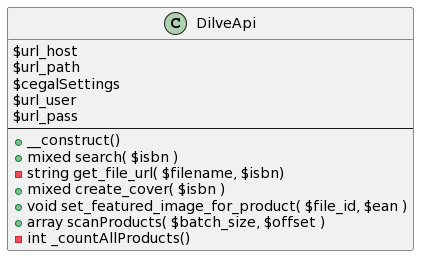 C DilveApi
$url_host
$url_path
$cegalSettings
$url_user
$url_pass
__construct()
mixed search( $isbn )
string get_file_url( $filename, $isbn)
mixed create_cover( $isbn )
void set_featured_image_for_product( $file_id, $ean )
array scanProducts( $batch_size, $offset )
int _countAllProducts()